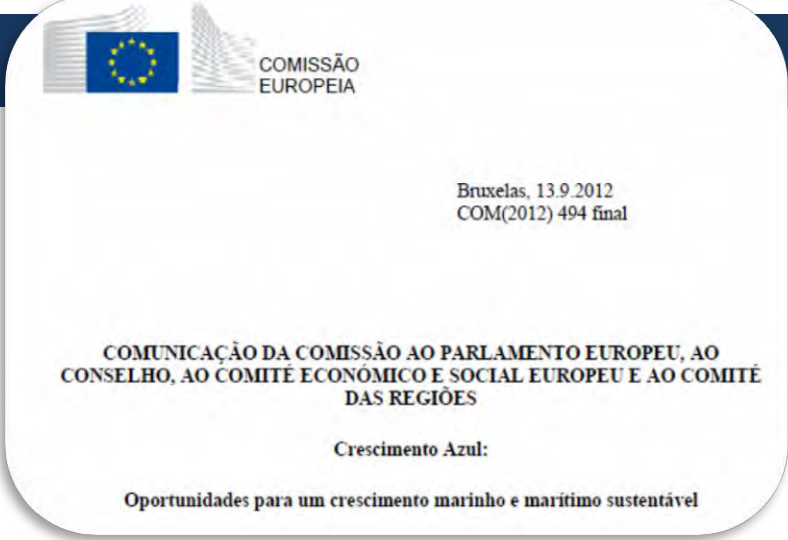 COMISSÃO
EUROPEIA
Bruxelas, 13.9.2012
COM(2012) 494 final
COMUNICAÇÃO DA COMISSÃO AO PARLAMENTO EUROPEU, AO
CONSELHO, AO COMITÉ ECONÓMICO E SOCIAL EUROPEU E AO COMITÉ
DAS REGIÕES
Crescimento Azul:
Oportunidades para um crescimento marinho e marítimo sustentável